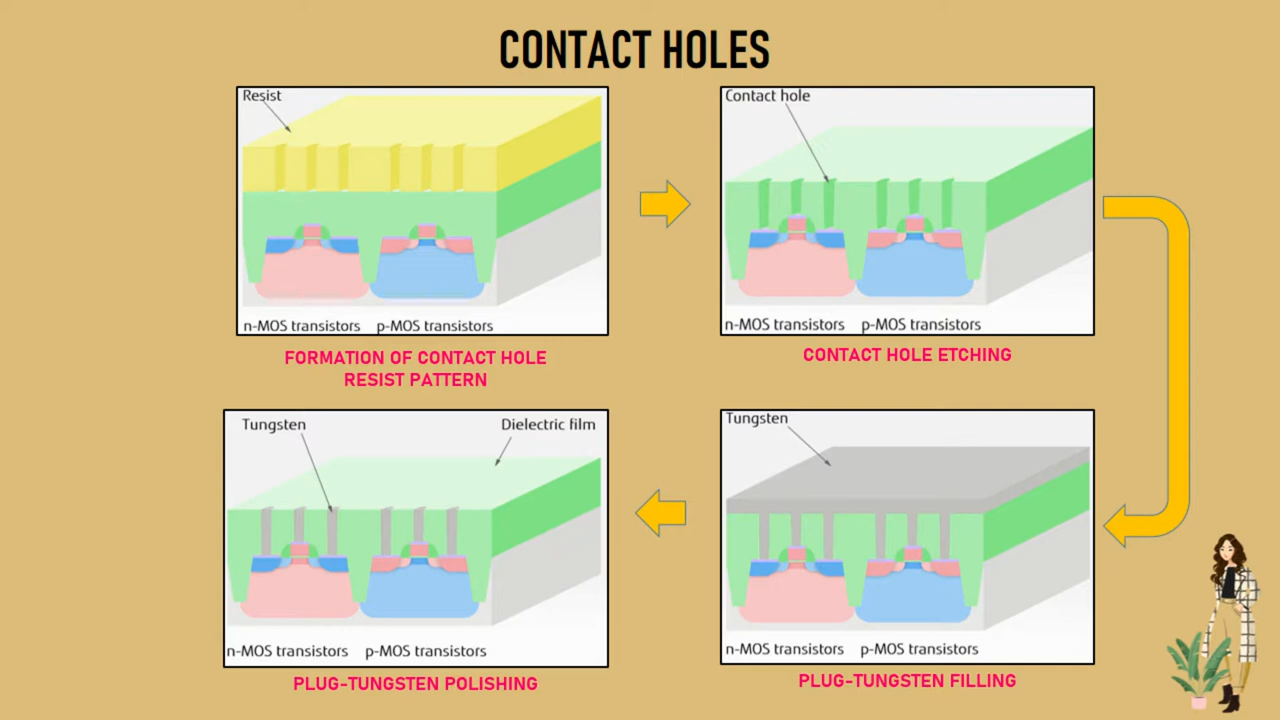 CONTACT HOLES
Resist
n-MOS transistors p-MOS transistors
FORMATION OF CONTACT HOLE
RESIST PATTERN
Contact hole
n-MOS transistors p-MOS transistors
CONTACT HOLE ETCHING
Tungsten Dielectric film
n-MOS transistors p-MOS transistors
PLUG-TUNGSTEN POLISHING
Tungsten
n-MOS transistors p-MOS transistors
PLUG-TUNGSTEN FILLING